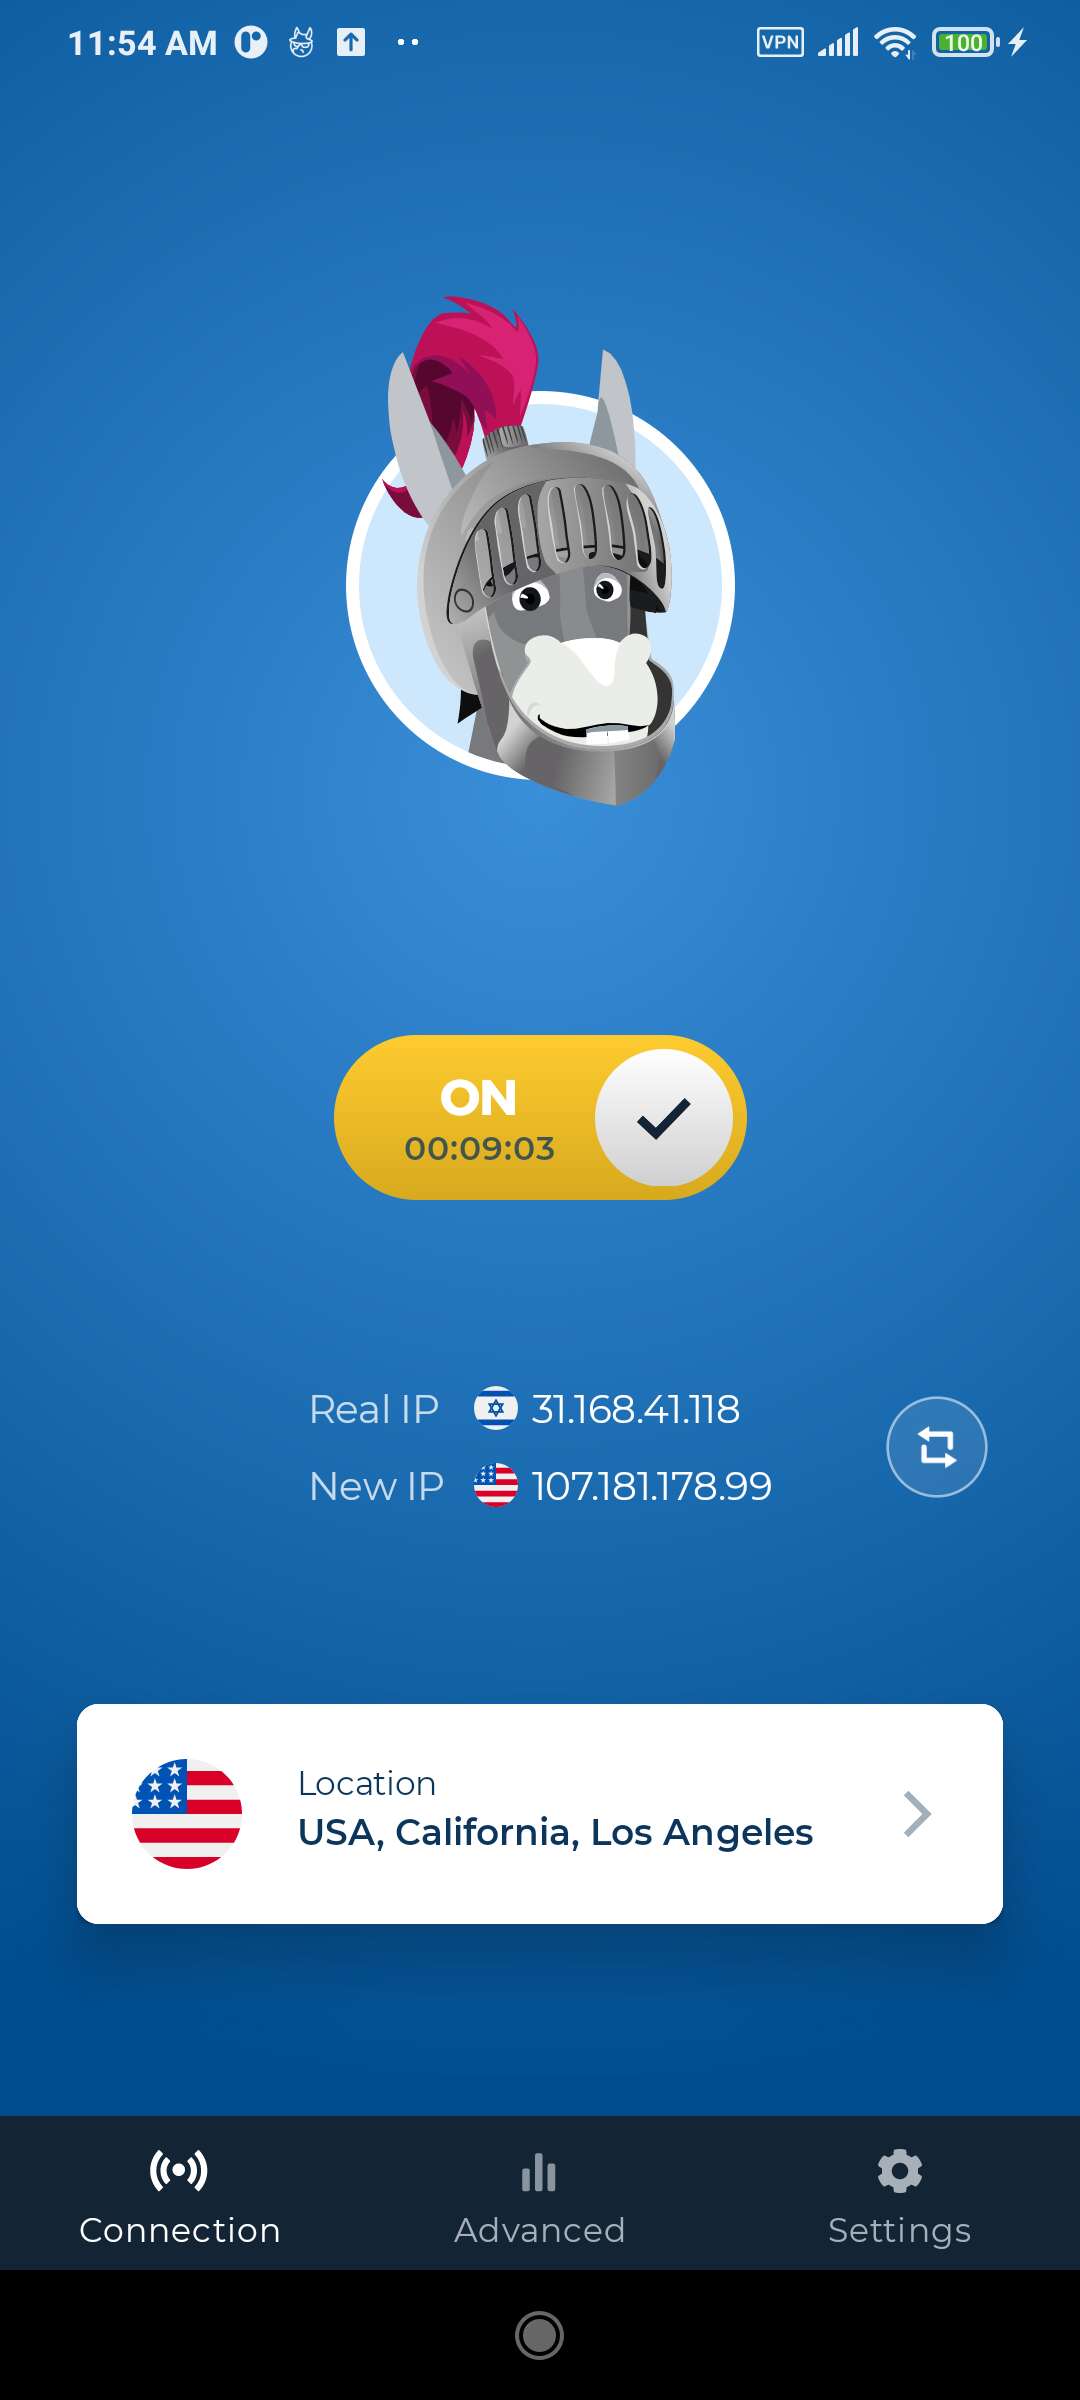 11:54 AM
VPN
100
ON
00:09:03
Real IP 31.168.41.118
New IP 107.181.178.99
Location
USA, California, Los Angeles
Connection
Advanced
Settings